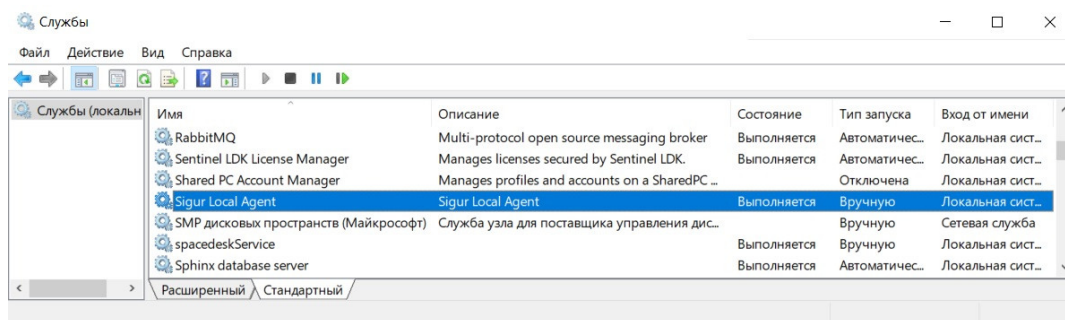 Службы
Файл Действие Вид Справка
Службы (локальн
Имя Описание Состояние Тип запуска Вход от имени
RabbitMQ Multi-protocol open source messaging broker Выполняется Автоматичес... Локальная сист...
Sentinel LDK License Manager Manages licenses secured by Sentinel LDK. Выполняется Автоматичес... Локальная сист...
Shared PC Account Manager Manages profiles and accounts on a SharedPC ... Отключена Локальная сист...
Sigur Local Agent Sigur Local Agent Выполняется Вручную Локальная сист...
SMP дисковых пространств (Майкрософт) Служба узла для поставщика управления дис... Вручную Сетевая служба
spacedeskService Выполняется Вручную Локальная сист...
Sphinx database server Выполняется Автоматичес... Локальная сист...
Расширенный Стандартный